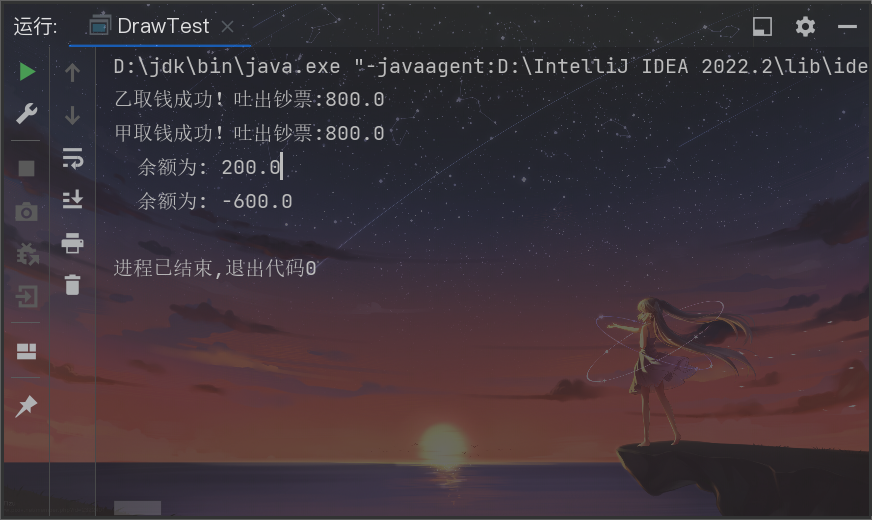 运行: DrawTest
D:\jdk\bin\java.exe "-javaagent:D:\IntelliJ IDEA 2022.2\lib\ide
乙取钱成功！吐出钞票:800.0
甲取钱成功！吐出钞票:800.0
余额为: 200.0
余额为: -600.0
进程已结束,退出代码0